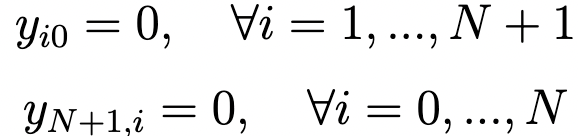 y_{i0} = 0, ∀i = 1, ..., N + 1
y_{N+1,i} = 0, ∀i = 0, ..., N